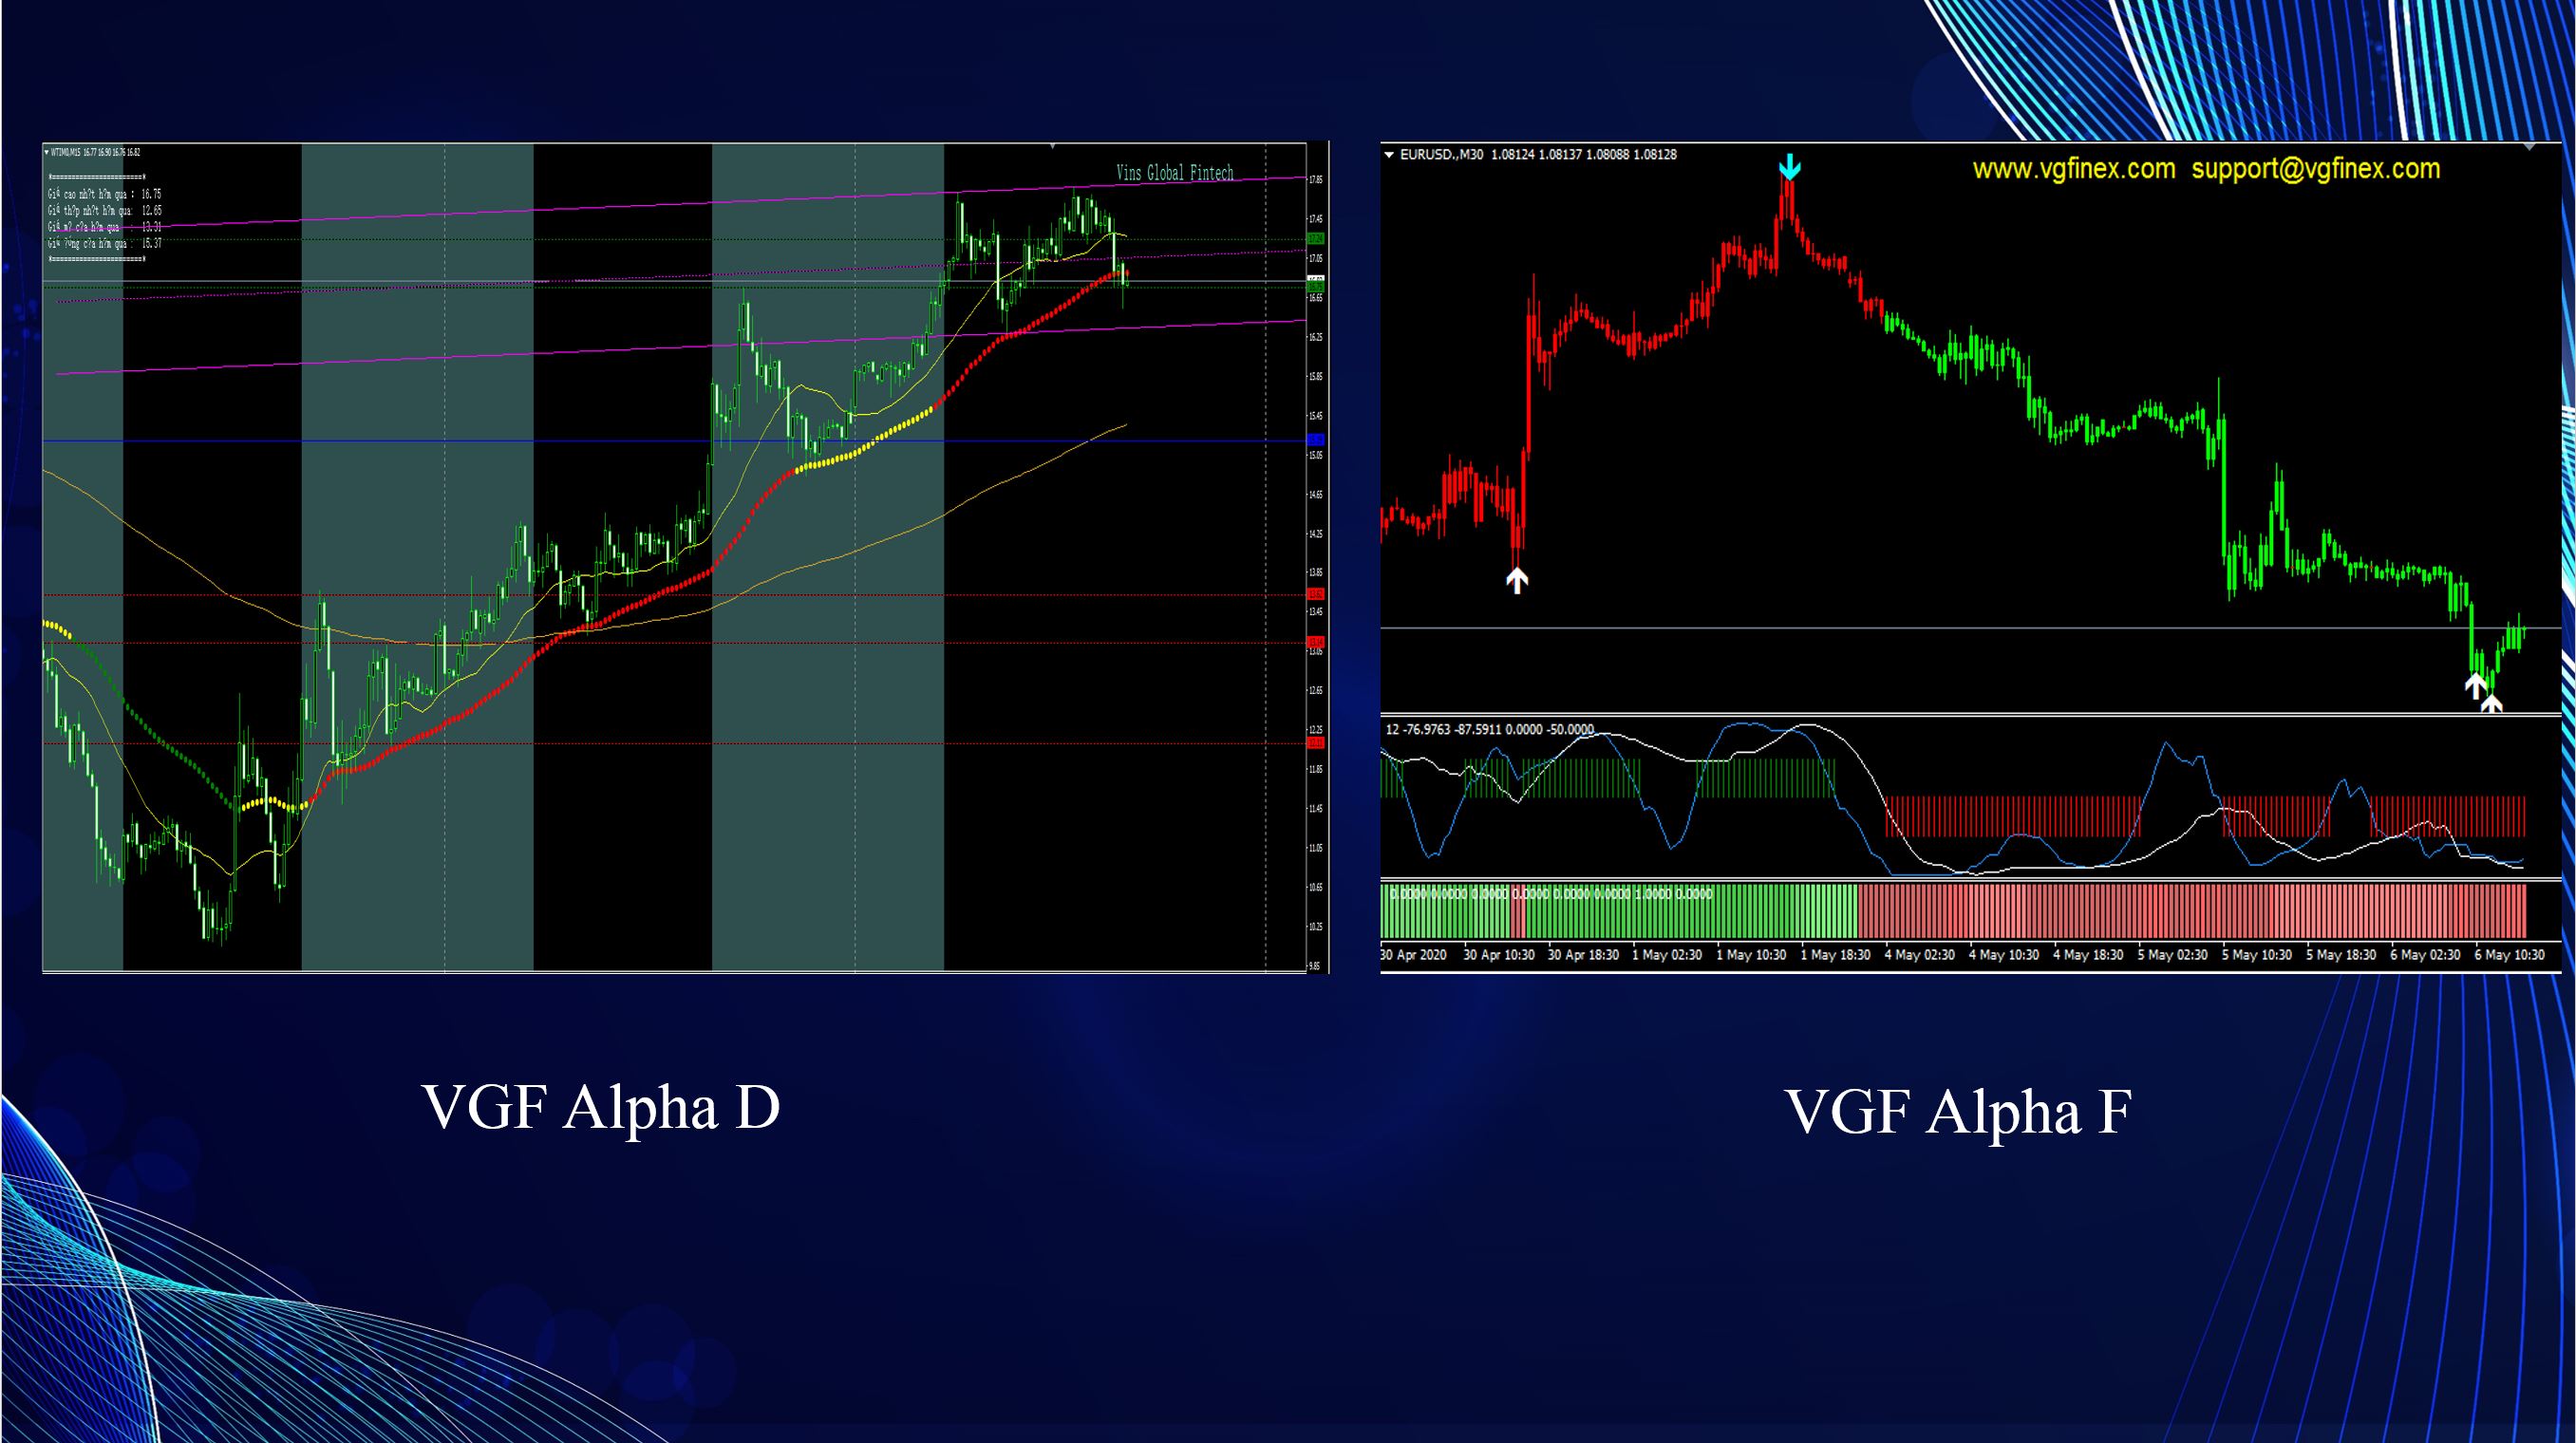 WTIM0,M15 16.77 16.90 16.76 16.82
Vins Global Fintech
*=======================*
Giá cao nh?t h?m qua : 16.75
Giá th?p nh?t h?m qua: 12.65
Giá m? c?a h?m qua : 13.31
h?m qua : 15.37
*=======================*
17.85
17.45
17.05
16.65
16.25
15.85
15.45
15.05
14.65
14.25
13.85
13.45
13.05
12.65
12.25
11.85
11.45
11.05
10.65
10.25
9.85
EURUSD.,M30 1.08124 1.08137 1.08088 1.08128
www.vgfinex.com support@vgfinex.com
12 -76.9763 -87.5911 0.0000 -50.0000
0.0000 0.0000 0.0000 0.0000 0.0000 0.0000 1.0000 0.0000
30 Apr 2020 30 Apr 10:30 30 Apr 18:30 1 May 02:30 1 May 10:30 1 May 18:30 4 May 02:30 4 May 10:30 4 May 18:30 5 May 02:30 5 May 10:30 5 May 18:30 6 May 02:30 6 May 10:30
VGF Alpha D
VGF Alpha F